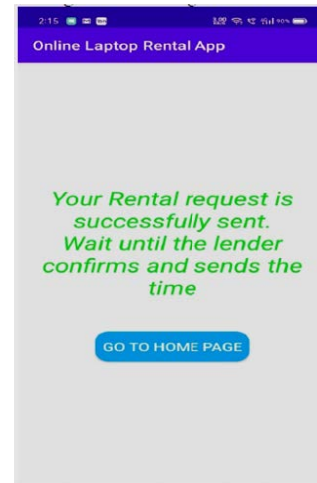 2:15
90%
Online Laptop Rental App
Your Rental request is
successfully sent.
Wait until the lender
confirms and sends the
time
GO TO HOME PAGE